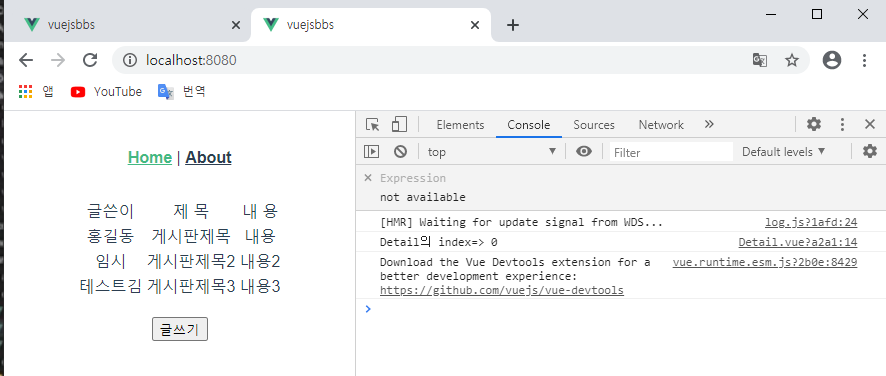 vuejsbbs
vuejsbbs
localhost:8080
앱 YouTube 번역
Home | About
글쓴이 제 목 내 용
홍길동 게시판제목 내용
임시 게시판제목2 내용2
테스트김 게시판제목3 내용3
글쓰기
Elements Console Sources Network
top Filter Default levels ▼
Expression
not available
[HMR] Waiting for update signal from WDS... log.js?1afd:24
Detail의 index=> 0 Detail.vue?a2a1:14
Download the Vue Devtools extension for a vue.runtime.esm.js?2b0e:8429
better development experience:
https://github.com/vuejs/vue-devtools